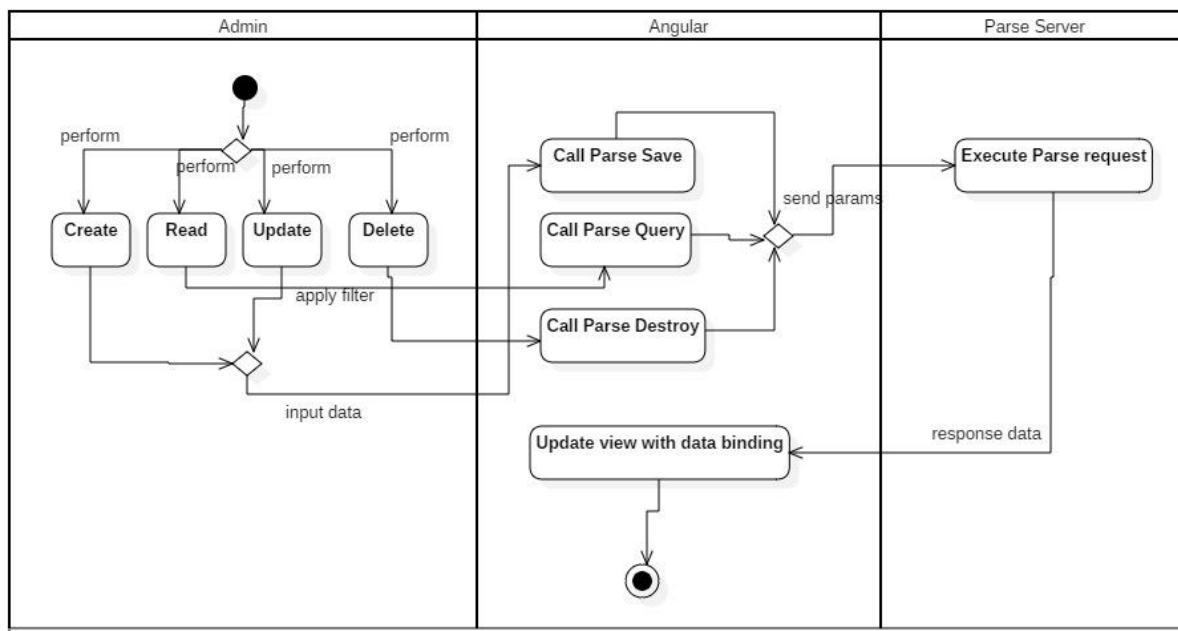 Admin
Angular
Parse Server
perform
perform
perform
perform
Create
Read
Update
Delete
apply filter
input data
Call Parse Save
Call Parse Query
Call Parse Destroy
send params
Execute Parse request
response data
Update view with data binding